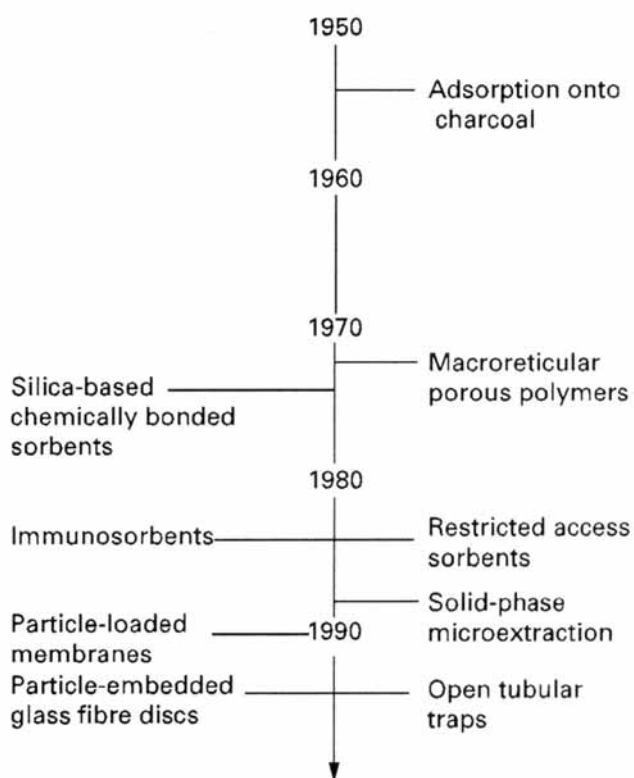 1950
Adsorption onto
charcoal
1960
1970
Macroreticular
porous polymers
Silica-based
chemically bonded
sorbents
1980
Immunosorbents
Restricted access
sorbents
Solid-phase
microextraction
Particle-loaded
membranes
1990
Particle-embedded
glass fibre discs
Open tubular
traps